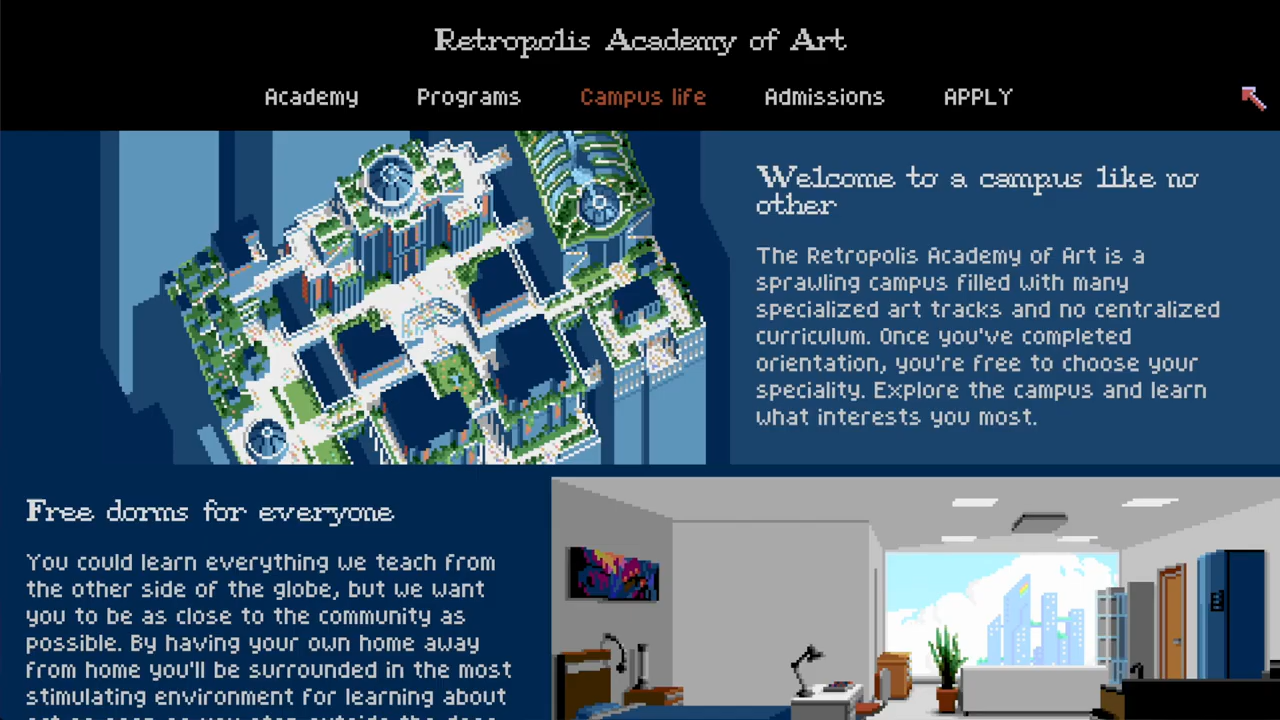 Retropolis Academy of Art
Academy Programs Campus life Admissions APPLY
Welcome to a campus like no
other
The Retropolis Academy of Art is a
sprawling campus filled with many
specialized art tracks and no centralized
curriculum. Once you've completed
orientation, you're free to choose your
speciality. Explore the campus and learn
what interests you most.
Free dorms for everyone
You could learn everything we teach from
the other side of the globe, but we want
you to be as close to the community as
possible. By having your own home away
from home you'll be surrounded in the most
stimulating environment for learning about